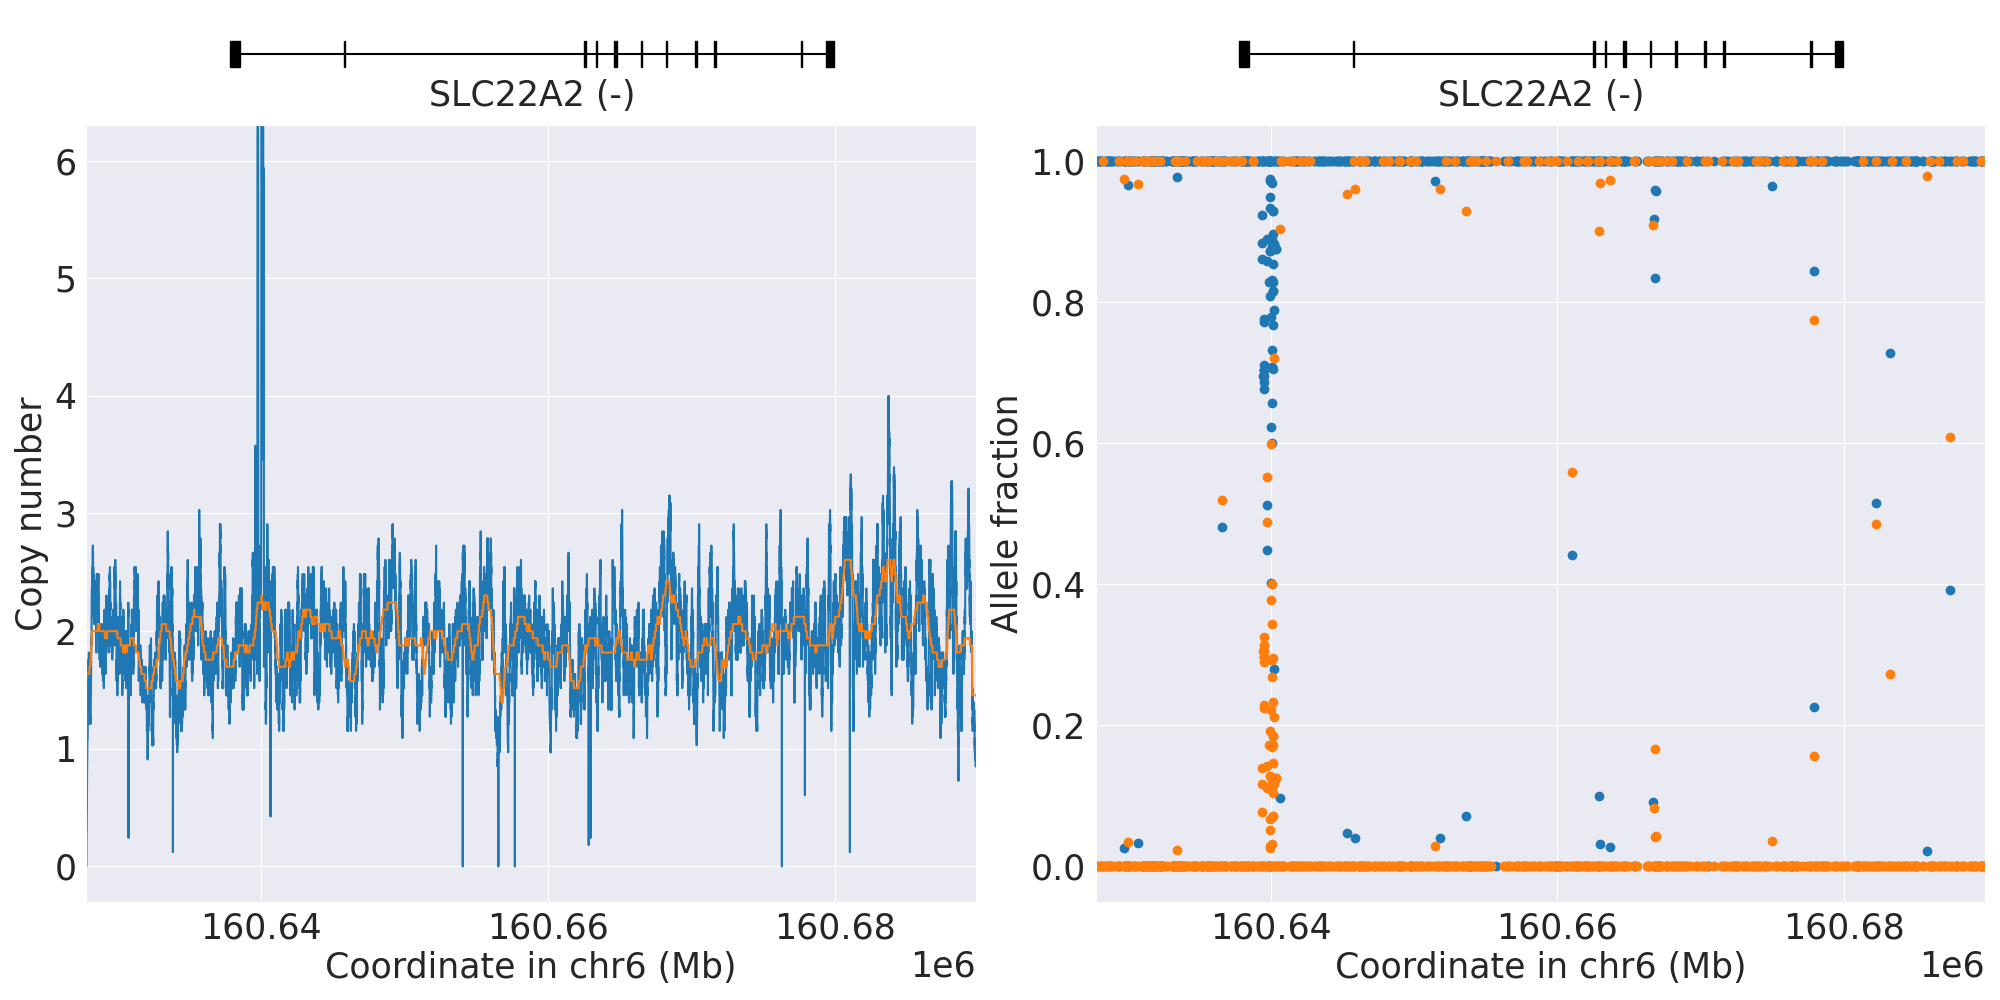 SLC22A2 (-)
6
5
4
3
2
1
0
Copy number
160.64 160.66 160.68
Coordinate in chr6 (Mb) 1e6
SLC22A2 (-)
1.0
0.8
0.6
0.4
0.2
0.0
Allele fraction
160.64 160.66 160.68
Coordinate in chr6 (Mb) 1e6